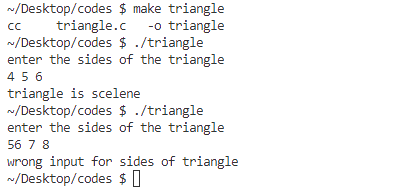 ~/Desktop/codes $ make triangle
cc     triangle.c   -o triangle
~/Desktop/codes $ ./triangle
enter the sides of the triangle
4 5 6
triangle is scelene
~/Desktop/codes $ ./triangle
enter the sides of the triangle
56 7 8
wrong input for sides of triangle
~/Desktop/codes $